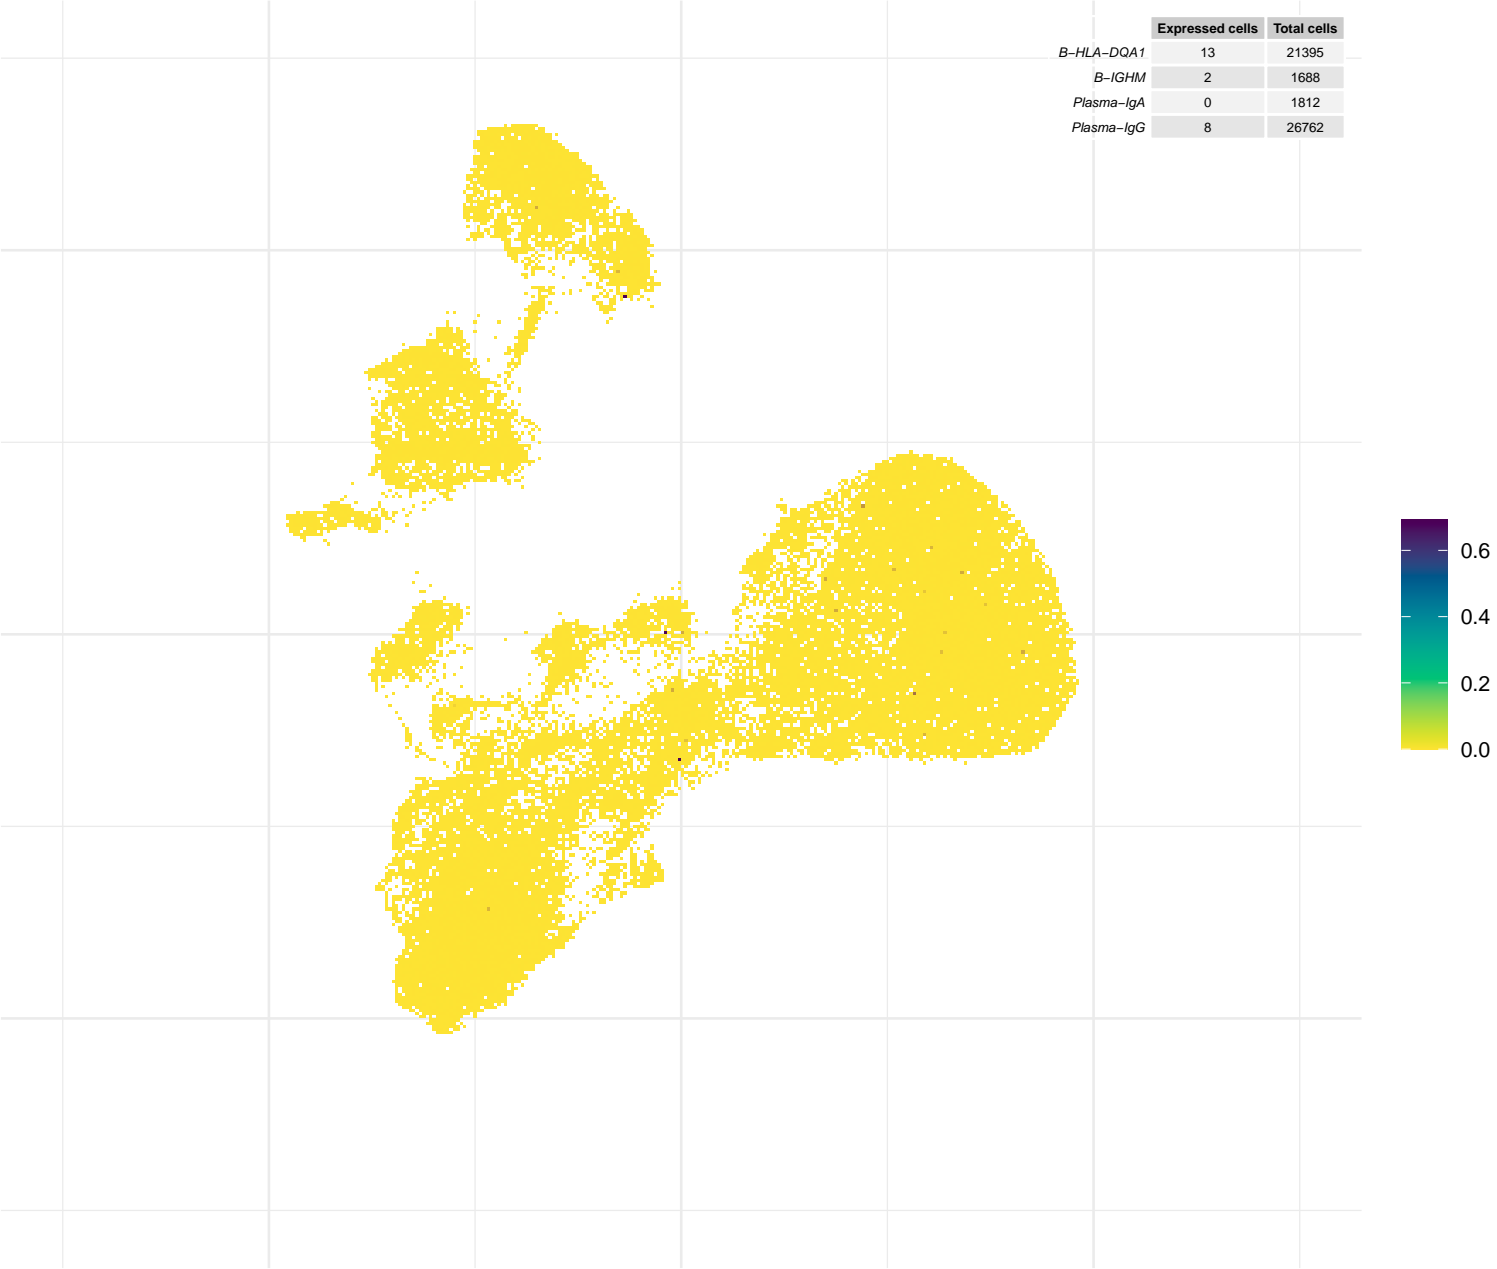 Expressed cells Total cells
B−HLA−DQA1 13 21395
B−IGHM 2 1688
Plasma−IgA 0 1812
Plasma−IgG 8 26762
0.6
0.4
0.2
0.0